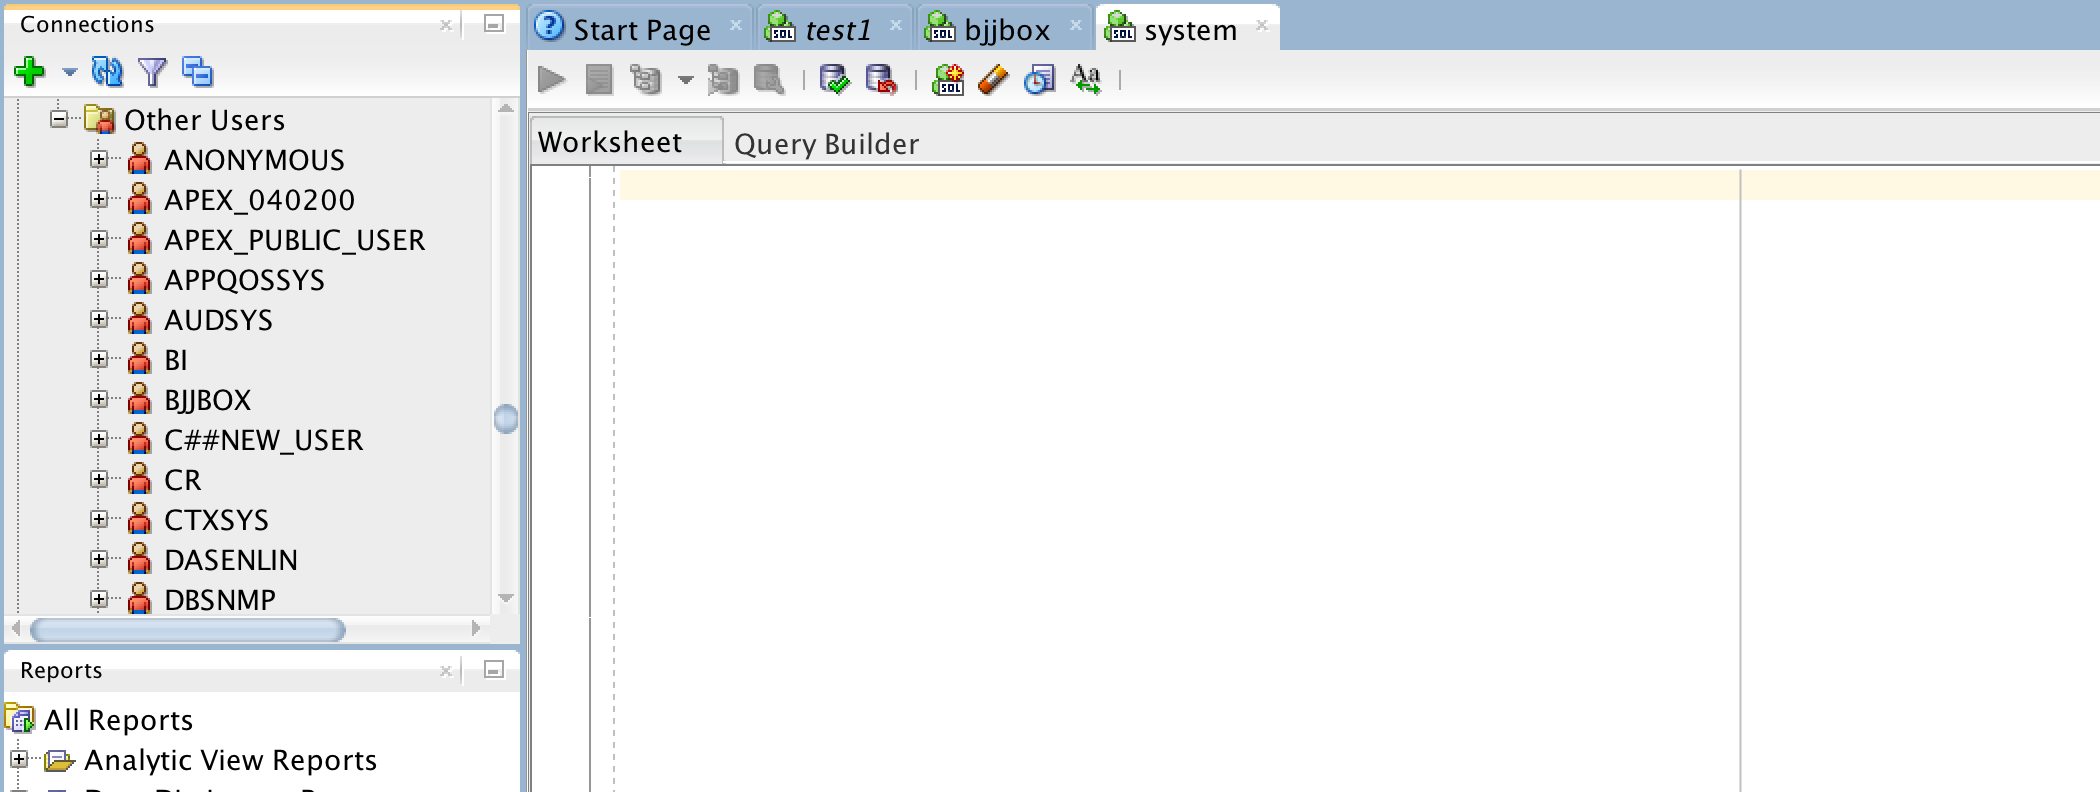 Connections
Other Users
ANONYMOUS
APEX_040200
APEX_PUBLIC_USER
APPQOSSYS
AUDSYS
BI
BJJBOX
C##NEW_USER
CR
CTXSYS
DASENLIN
DBSNMP
Reports
All Reports
Analytic View Reports
Start Page
test1
bjjbox
system
Worksheet
Query Builder